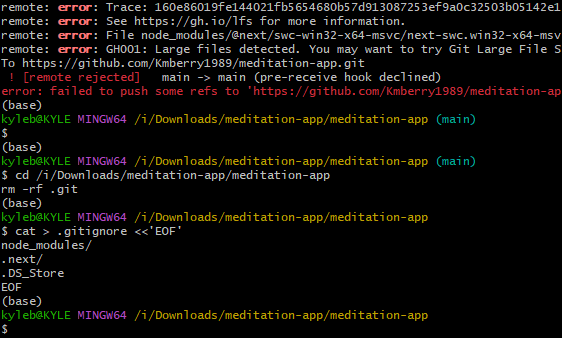 remote: error: Trace: 160e86019fe144021fb5654680b57d913087253ef9a0c32503b05142e1
remote: error: See https://gh.io/lfs for more information.
remote: error: File node_modules/@next/swc-win32-x64-msvc/next-swc.win32-x64-msv
remote: error: GH001: Large files detected. You may want to try Git Large File S
To https://github.com/Kmberry1989/meditation-app.git
! [remote rejected] main -> main (pre-receive hook declined)
error: failed to push some refs to 'https://github.com/Kmberry1989/meditation-ap
(base)
kyleb@KYLE MINGW64 /i/Downloads/meditation-app/meditation-app (main)
$
(base)
kyleb@KYLE MINGW64 /i/Downloads/meditation-app/meditation-app (main)
$ cd /i/Downloads/meditation-app/meditation-app
rm -rf .git
(base)
kyleb@KYLE MINGW64 /i/Downloads/meditation-app/meditation-app
$ cat > .gitignore <<'EOF'
node_modules/
.next/
.DS_Store
EOF
(base)
kyleb@KYLE MINGW64 /i/Downloads/meditation-app/meditation-app
$